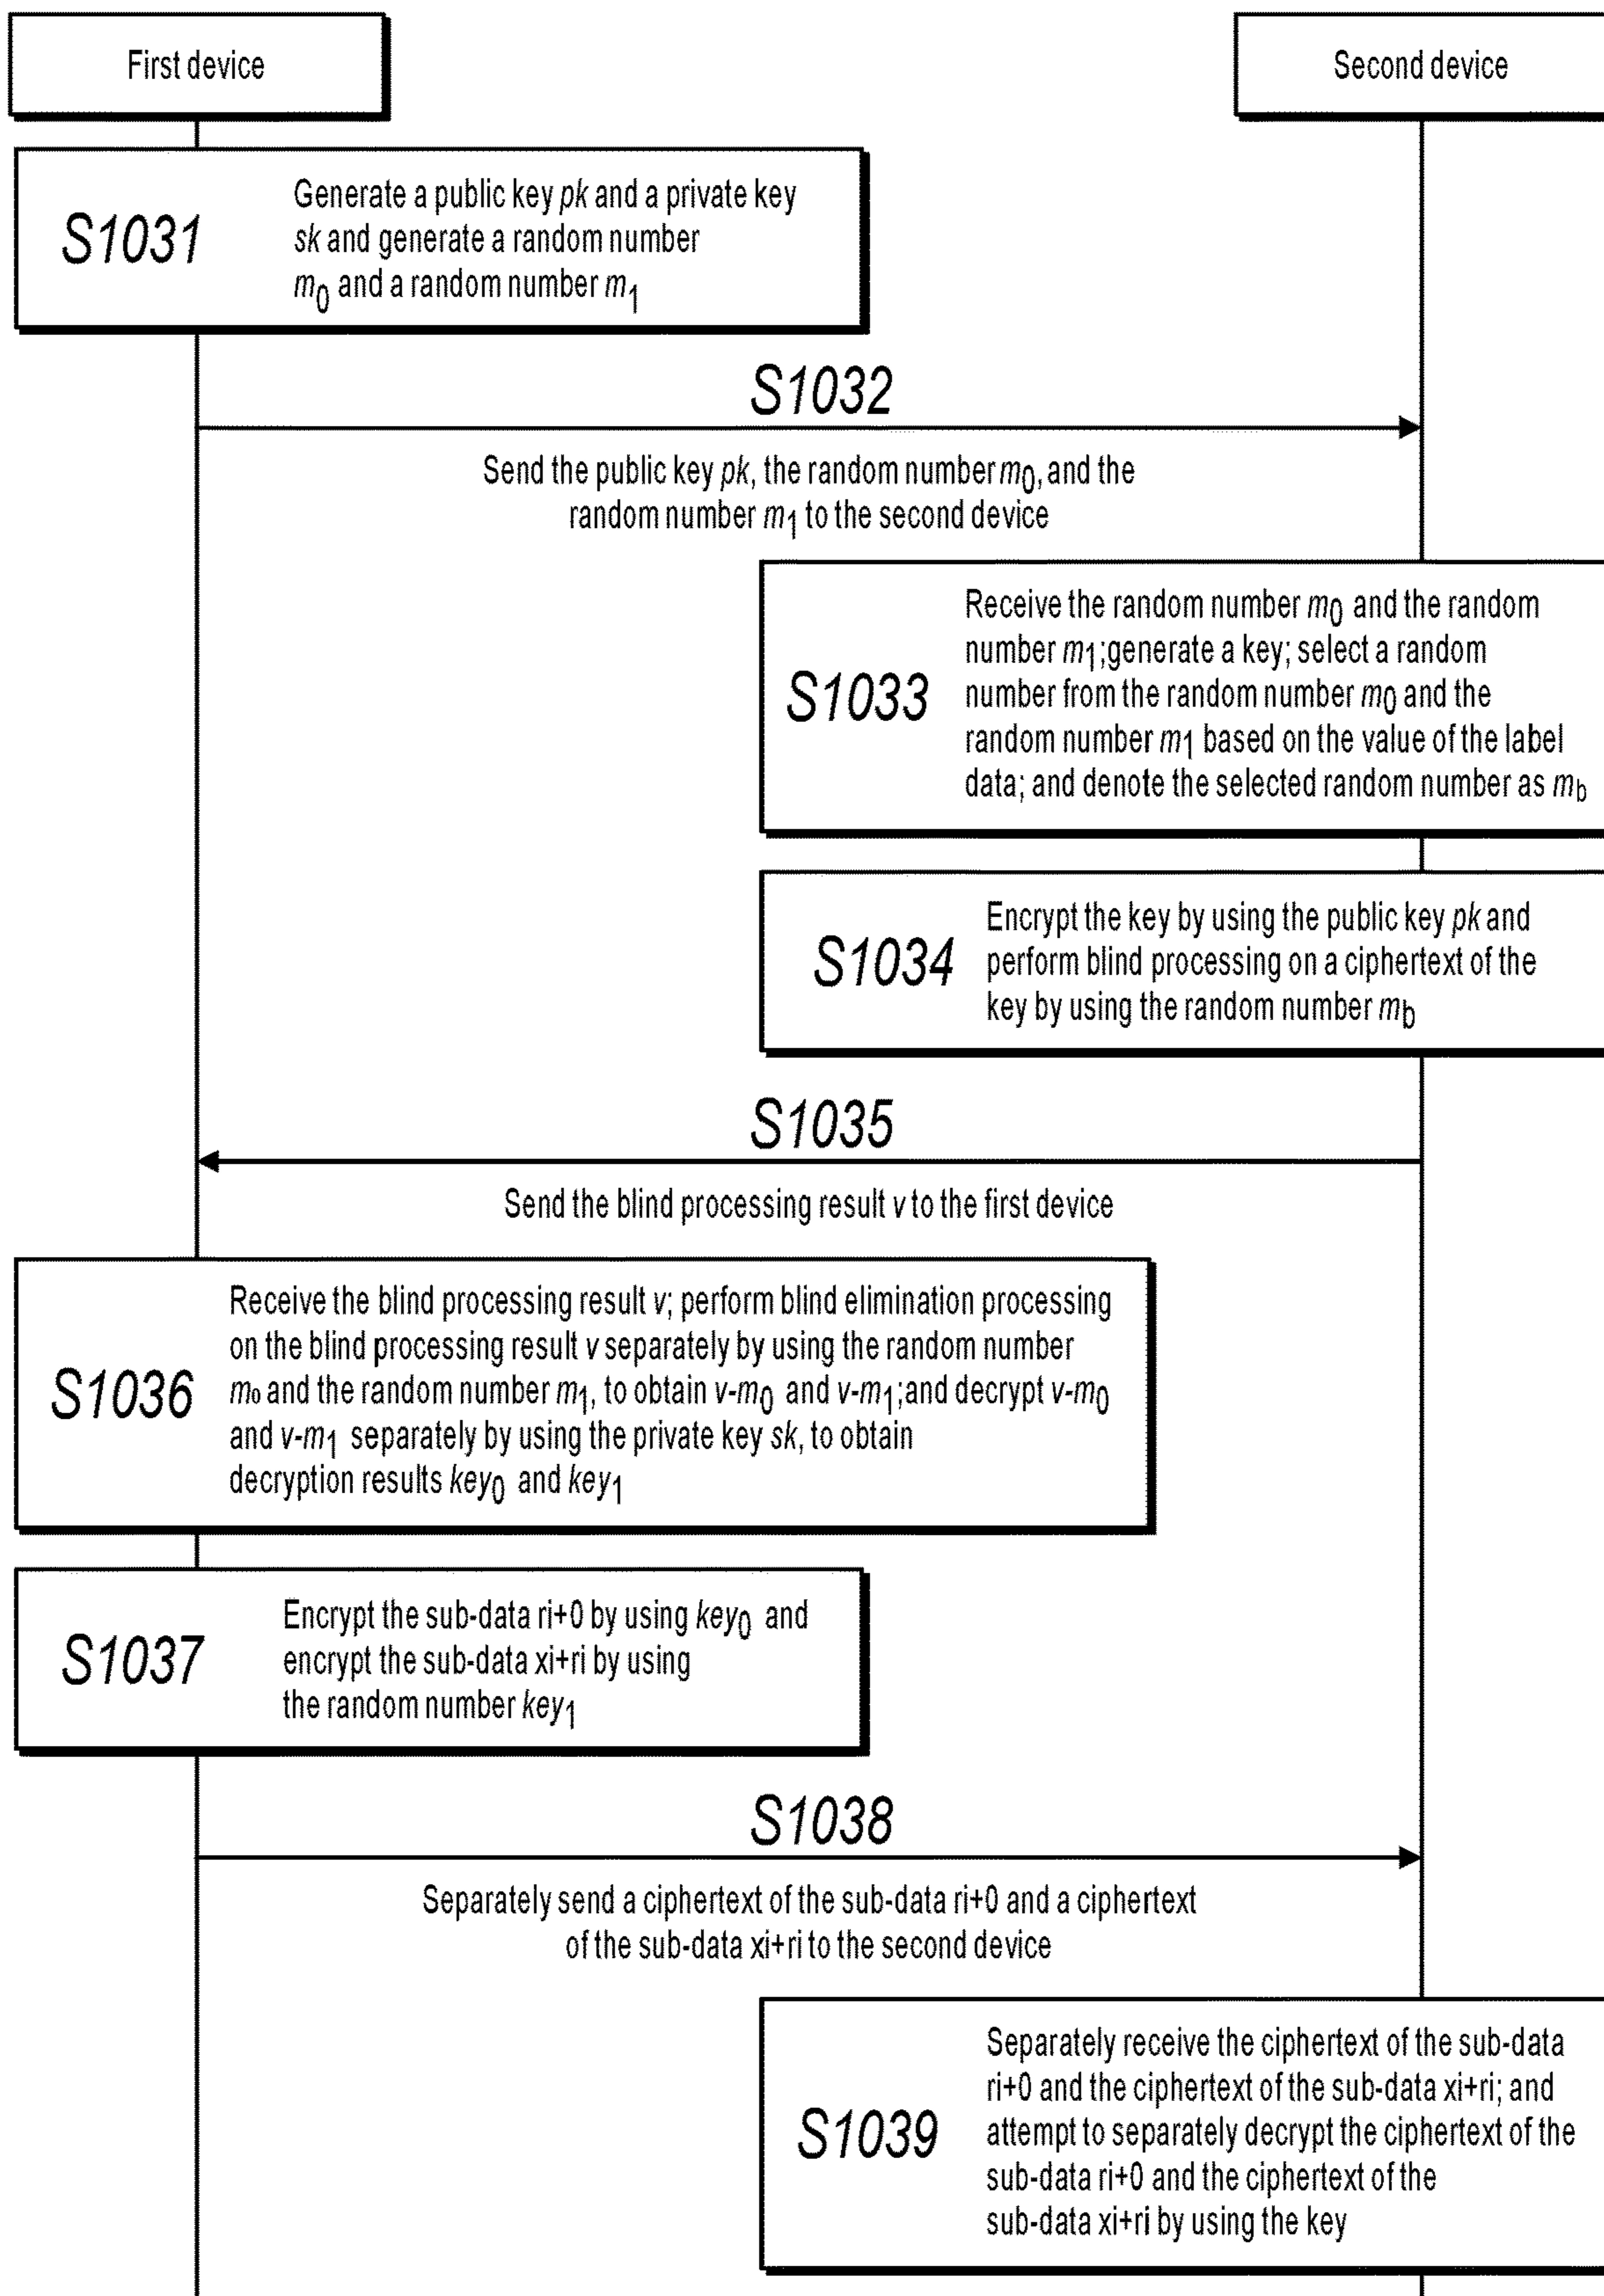 First device
Second device
S1031
Generate a public key pk and a private key
sk and generate a random number
m0 and a random number m1
S1032
Send the public key pk, the random number m0, and the
random number m1 to the second device
S1033
Receive the random number m0 and the random
number m1;generate a key; select a random
number from the random number m0 and the
random number m1 based on the value of the label
data; and denote the selected random number as mb
S1034
Encrypt the key by using the public key pk and
perform blind processing on a ciphertext of the
key by using the random number mb
S1035
Send the blind processing result v to the first device
S1036
Receive the blind processing result v; perform blind elimination processing
on the blind processing result v separately by using the random number
m0 and the random number m1, to obtain v-m0 and v-m1;and decrypt v-m0
and v-m1 separately by using the private key sk, to obtain
decryption results key0 and key1
S1037
Encrypt the sub-data ri+0 by using key0 and
encrypt the sub-data xi+ri by using
the random number key1
S1038
Separately send a ciphertext of the sub-data ri+0 and a ciphertext
of the sub-data xi+ri to the second device
S1039
Separately receive the ciphertext of the sub-data
ri+0 and the ciphertext of the sub-data xi+ri; and
attempt to separately decrypt the ciphertext of the
sub-data ri+0 and the ciphertext of the
sub-data xi+ri by using the key